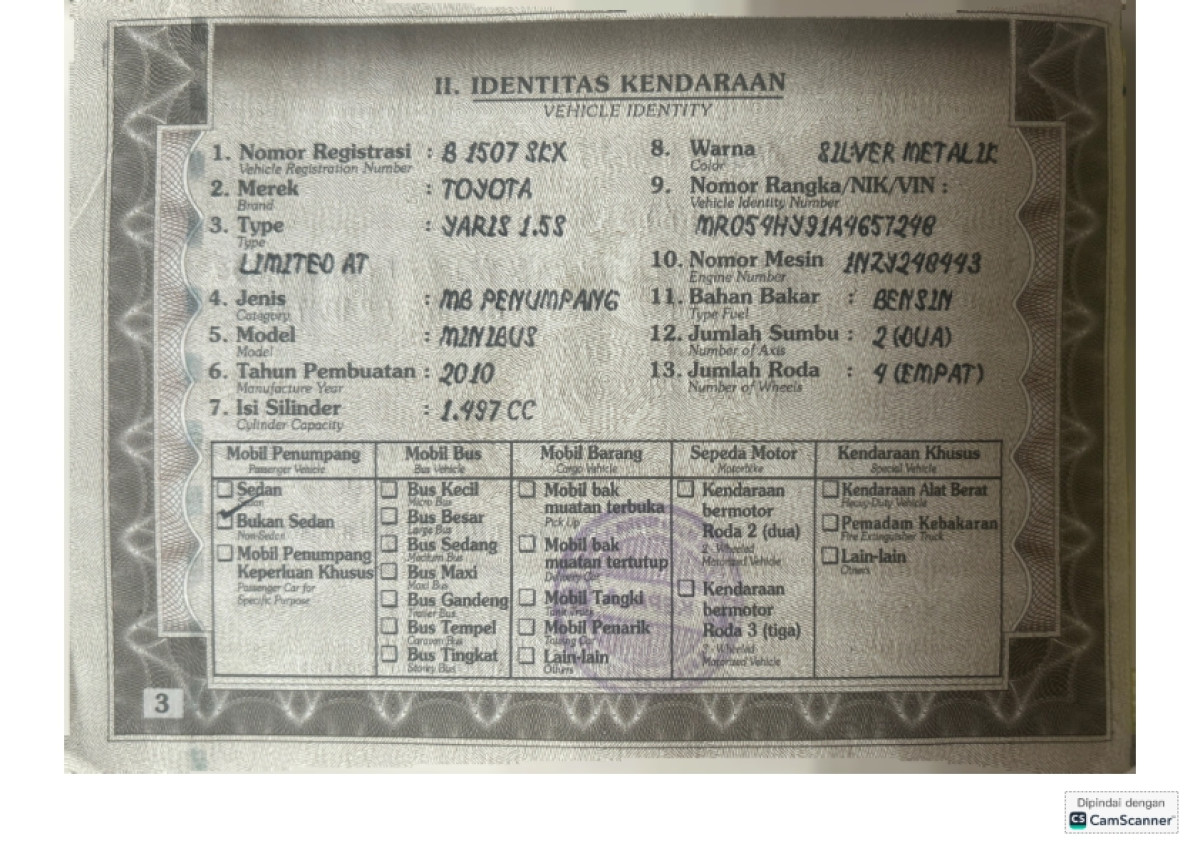 II. IDENTITAS KENDARAAN
VEHICLE IDENTITY
1. Nomor Registrasi : B 1507 SKX
Vehicle Registration Number
2. Merek : TOYOTA
Brand
3. Type : YARIS 1.5S
Type
LIMITED AT
4. Jenis : MB PENUMPANG
Category
5. Model : MINIBUS
Model
6. Tahun Pembuatan : 2010
Manufacture Year
7. Isi Silinder : 1.497 CC
Cylinder Capacity
8. Warna SILVER METALIK
Color
9. Nomor Rangka/NIK/VIN :
Vehicle Identity Number
MR054HY91A4657248
10. Nomor Mesin 1NZY248443
Engine Number
11. Bahan Bakar : BENSIN
Type Fuel
12. Jumlah Sumbu : 2 (DUA)
Number of Axis
13. Jumlah Roda : 4 (EMPAT)
Number of Wheels
Mobil Penumpang
Passenger Vehicle
Sedan
Bukan Sedan
Non-Sedan
Mobil Penumpang
Keperluan Khusus
Passenger Car for
Specific Purpose
Mobil Bus
Bus Vehicle
Bus Kecil
Micro Bus
Bus Besar
Large Bus
Bus Sedang
Medium Bus
Bus Maxi
Maxi Bus
Bus Gandeng
Trailer Bus
Bus Tempel
Caravan Bus
Bus Tingkat
Storey Bus
Mobil Barang
Cargo Vehicle
Mobil bak
muatan terbuka
Pick Up
Mobil bak
muatan tertutup
Delivery Car
Mobil Tangki
Tank Truck
Mobil Penarik
Towing Car
Lain-lain
Others
Sepeda Motor
Motorbike
Kendaraan
bermotor
Roda 2 (dua)
2 - Wheeled
Motorized Vehicle
Kendaraan
bermotor
Roda 3 (tiga)
3 - Wheeled
Motorized Vehicle
Kendaraan Khusus
Special Vehicle
Kendaraan Alat Berat
Heavy-Duty Vehicle
Pemadam Kebakaran
Fire Extinguisher Truck
Lain-lain
Others
3
Dipindai dengan
CS CamScanner